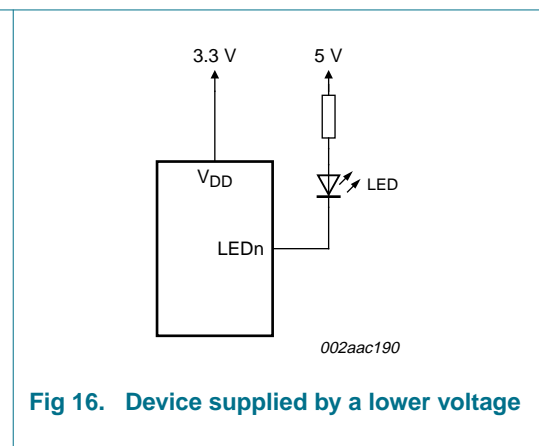 3.3 V 5 V
VDD
LED
LEDn
002aac190
Fig 16. Device supplied by a lower voltage